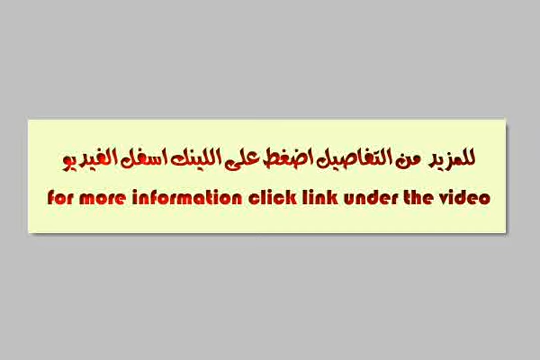 للمزيد من التفاصيل اضغط على اللينك اسفل الفيديو
for more information click link under the video